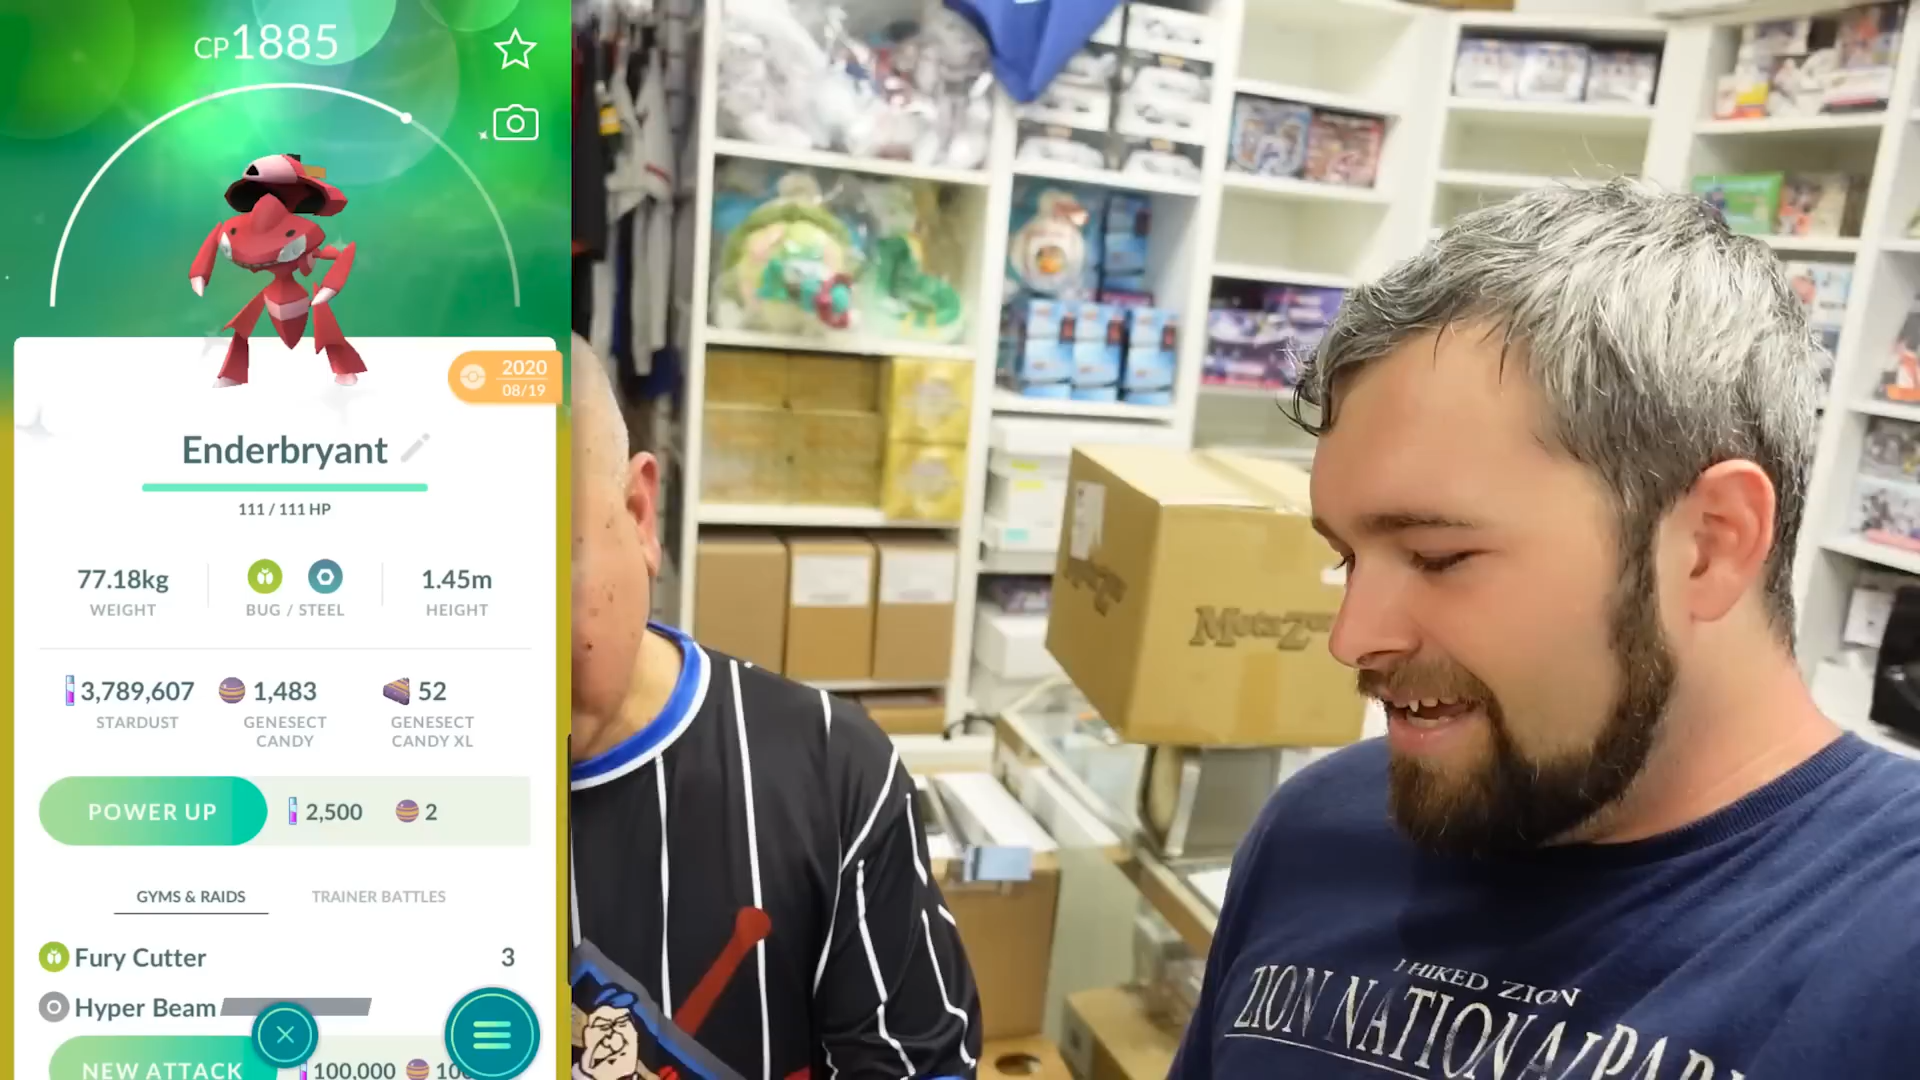 CP1885
2020
08/19
Enderbryant
111 / 111 HP
77.18kg
WEIGHT
BUG / STEEL
1.45m
HEIGHT
3,789,607
STARDUST
1,483
GENESECT
CANDY
52
GENESECT
CANDY XL
POWER UP
2,500
2
GYMS & RAIDS
TRAINER BATTLES
Fury Cutter
3
Hyper Beam
NEW ATTACK
100,000
I HIKED ZION
ZION NATIONAL PARK